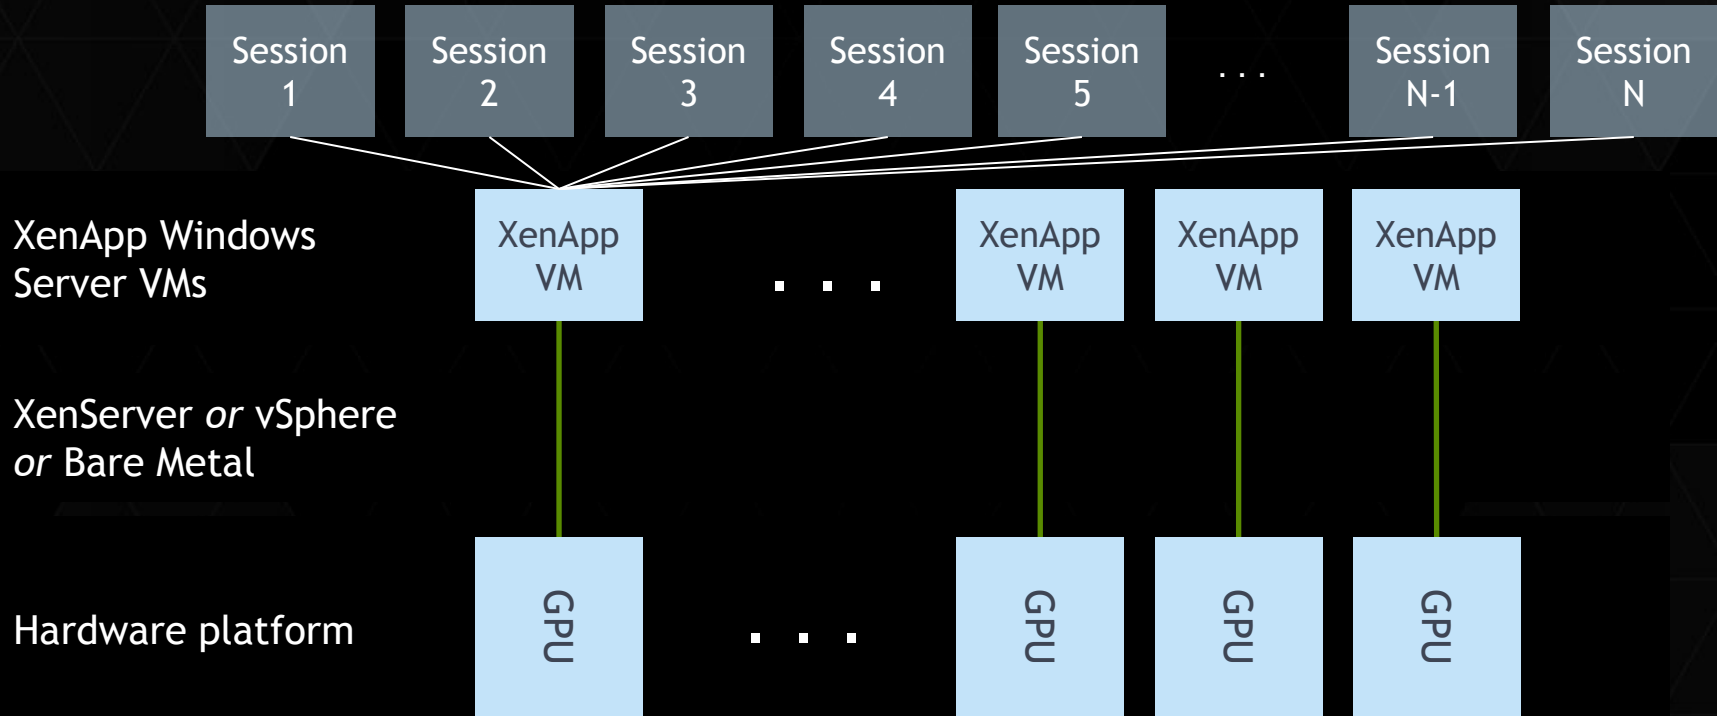 Session
1
Session
2
Session
3
Session
4
Session
5
. . .
Session
N-1
Session
N
XenApp Windows
Server VMs
XenApp
VM
. . .
XenApp
VM
XenApp
VM
XenApp
VM
XenServer or vSphere
or Bare Metal
Hardware platform
GPU
. . .
GPU
GPU
GPU